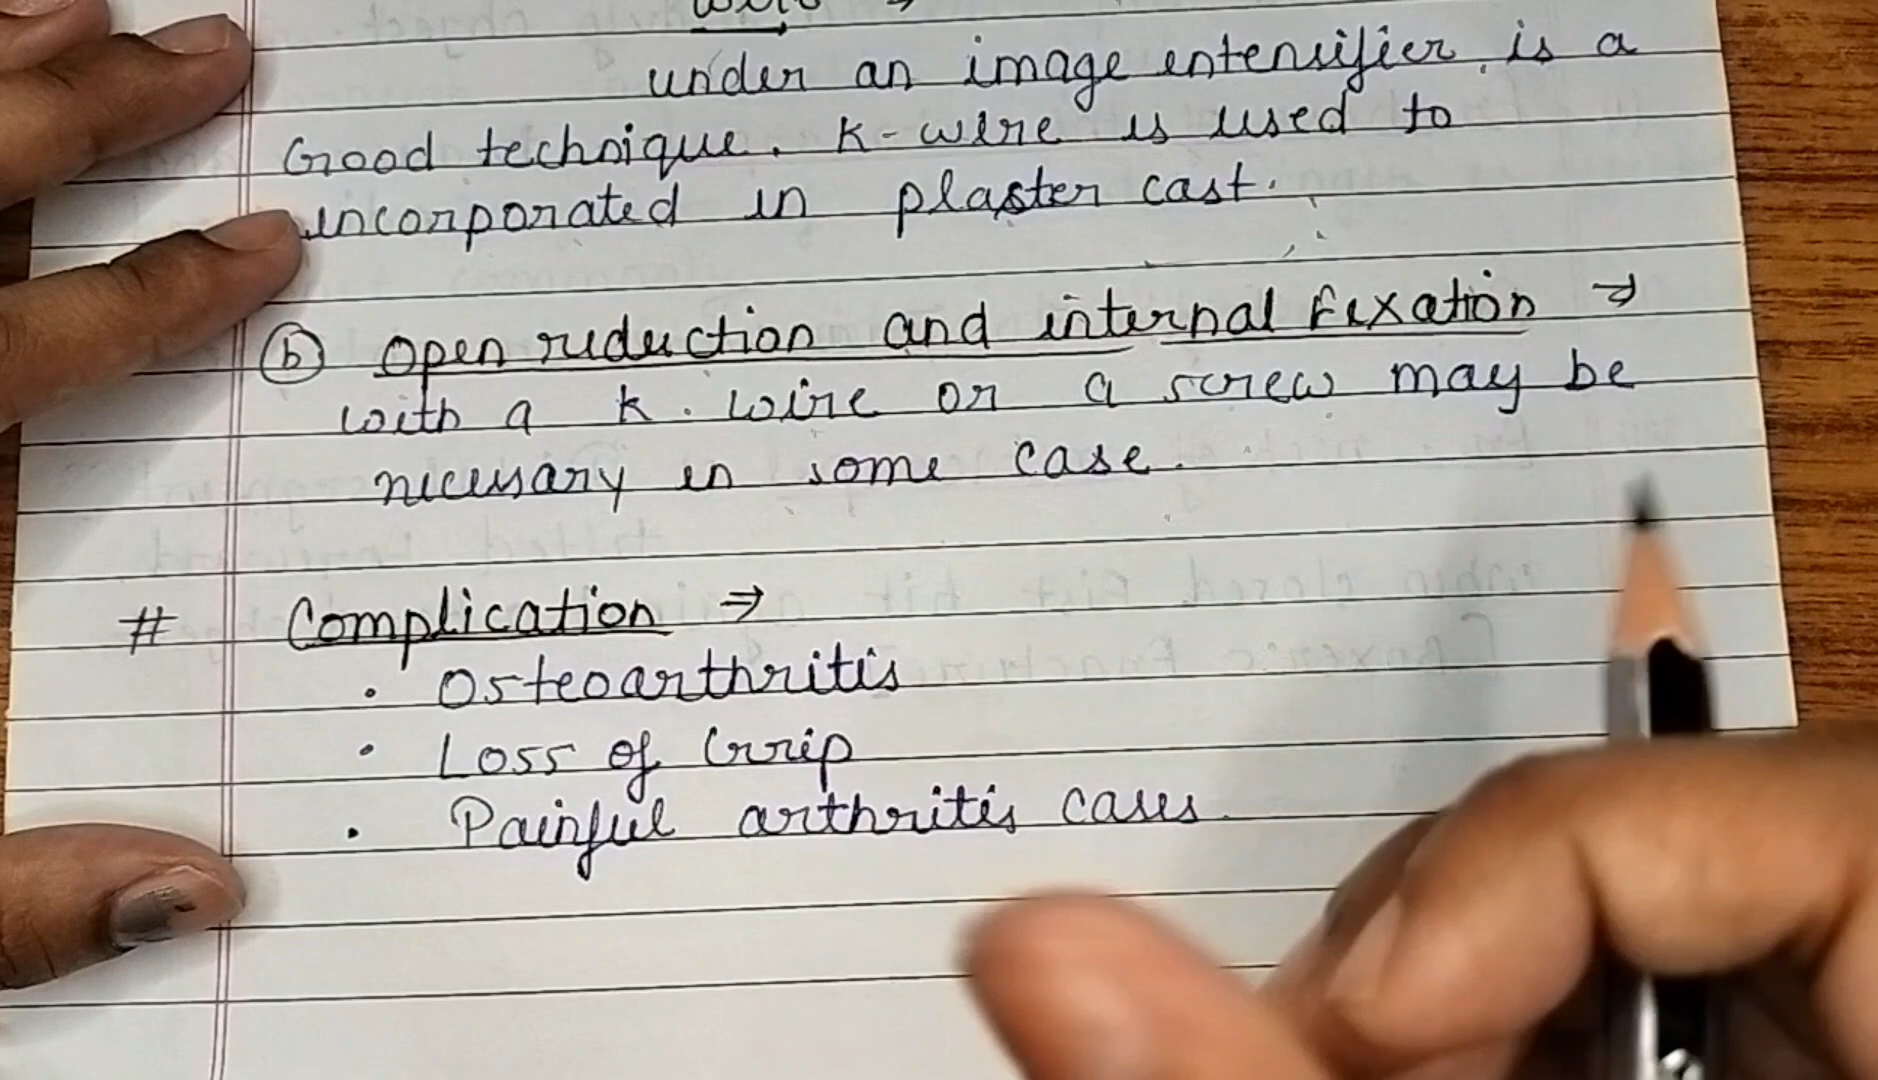 under an image intensifier, is a
Good technique. K-wire is used to
incorporated in plaster cast.
(b) Open reduction and internal fixation ⇒
with a K. wire or a screw may be
nicessary in some case.
# Complication ⇒
• Osteoarthritis
• Loss of Grip
• Painful arthritis cases